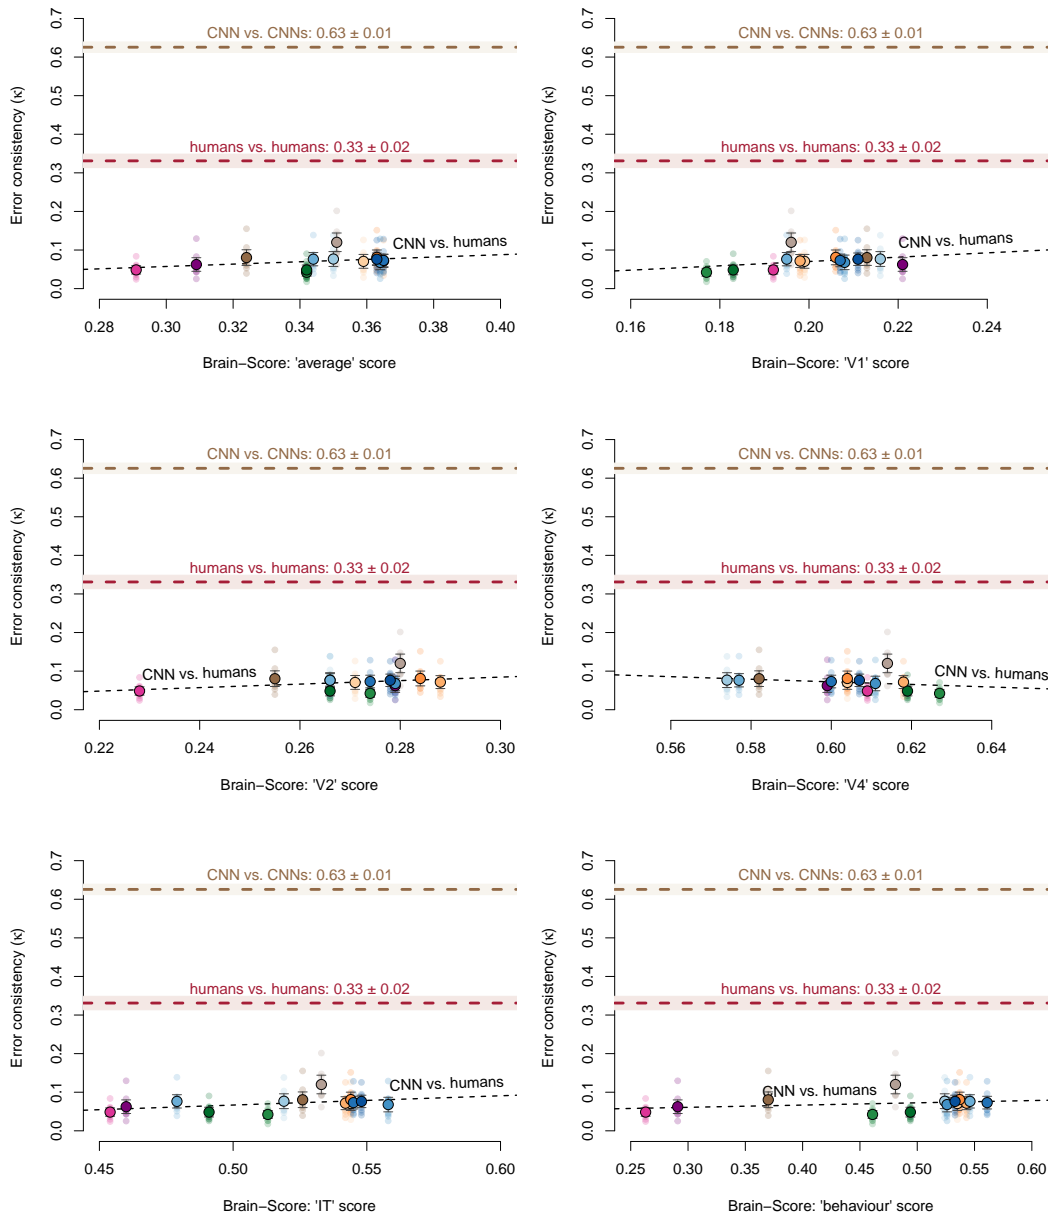 0.0 0.1 0.2 0.3 0.4 0.5 0.6 0.7
Error consistency (κ)
CNN vs. CNNs: 0.63 ± 0.01
humans vs. humans: 0.33 ± 0.02
CNN vs. humans
0.28 0.30 0.32 0.34 0.36 0.38 0.40
Brain−Score: 'average' score
0.0 0.1 0.2 0.3 0.4 0.5 0.6 0.7
Error consistency (κ)
CNN vs. CNNs: 0.63 ± 0.01
humans vs. humans: 0.33 ± 0.02
CNN vs. humans
0.16 0.18 0.20 0.22 0.24
Brain−Score: 'V1' score
0.0 0.1 0.2 0.3 0.4 0.5 0.6 0.7
Error consistency (κ)
CNN vs. CNNs: 0.63 ± 0.01
humans vs. humans: 0.33 ± 0.02
CNN vs. humans
0.22 0.24 0.26 0.28 0.30
Brain−Score: 'V2' score
0.0 0.1 0.2 0.3 0.4 0.5 0.6 0.7
Error consistency (κ)
CNN vs. CNNs: 0.63 ± 0.01
humans vs. humans: 0.33 ± 0.02
CNN vs. humans
0.56 0.58 0.60 0.62 0.64
Brain−Score: 'V4' score
0.0 0.1 0.2 0.3 0.4 0.5 0.6 0.7
Error consistency (κ)
CNN vs. CNNs: 0.63 ± 0.01
humans vs. humans: 0.33 ± 0.02
CNN vs. humans
0.45 0.50 0.55 0.60
Brain−Score: 'IT' score
0.0 0.1 0.2 0.3 0.4 0.5 0.6 0.7
Error consistency (κ)
CNN vs. CNNs: 0.63 ± 0.01
humans vs. humans: 0.33 ± 0.02
CNN vs. humans
0.25 0.30 0.35 0.40 0.45 0.50 0.55 0.60
Brain−Score: 'behaviour' score